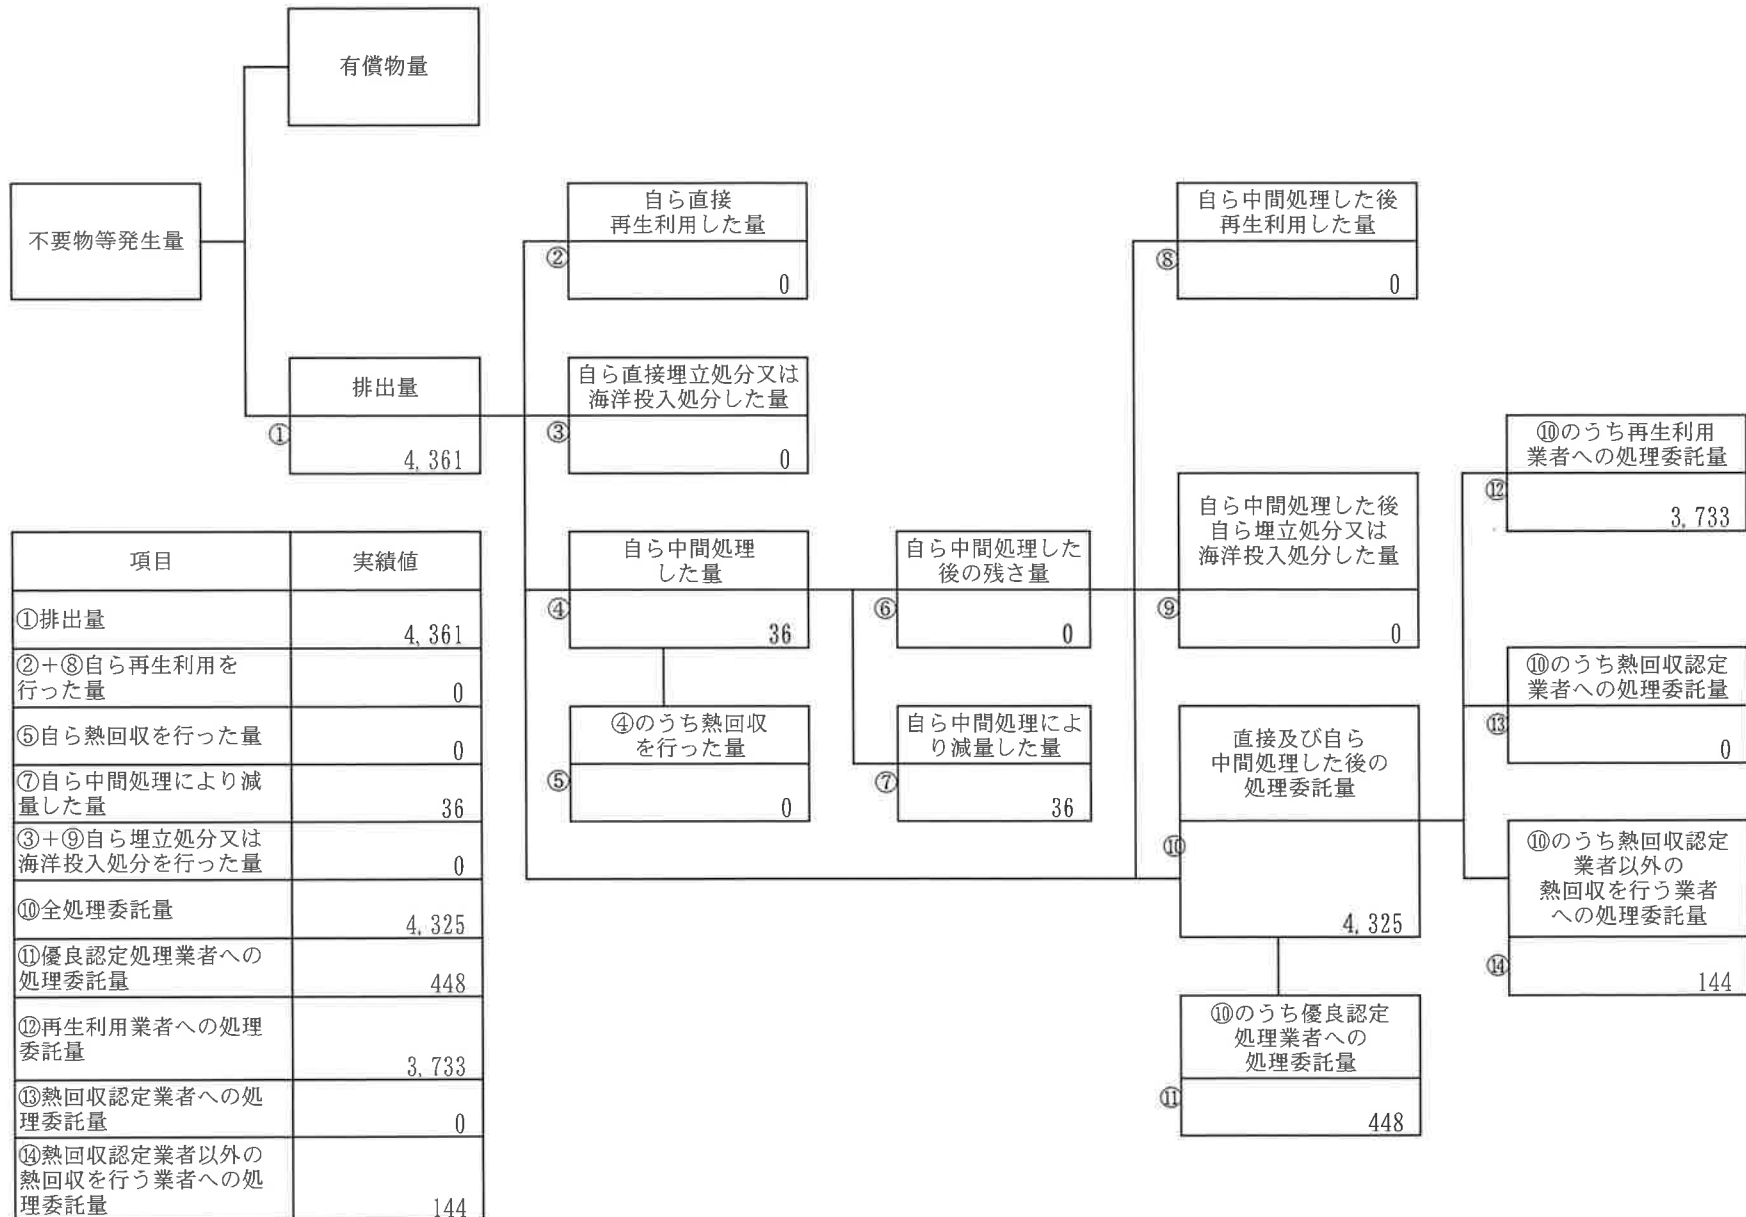 有償物量
不要物等発生量
排出量
①
4,361
自ら直接
再生利用した量
②
0
自ら直接埋立処分又は
海洋投入処分した量
③
0
自ら中間処理
した量
④
36
④のうち熱回収
を行った量
⑤
0
自ら中間処理した
後の残さ量
⑥
0
自ら中間処理によ
り減量した量
⑦
36
自ら中間処理した後
再生利用した量
⑧
0
自ら中間処理した後
自ら埋立処分又は
海洋投入処分した量
⑨
0
直接及び自ら
中間処理した後の
処理委託量
⑩
4,325
⑩のうち優良認定
処理業者への
処理委託量
⑪
448
⑩のうち再生利用
業者への処理委託量
⑫
3,733
⑩のうち熱回収認定
業者への処理委託量
⑬
0
⑩のうち熱回収認定
業者以外の
熱回収を行う業者
への処理委託量
⑭
144
項目 実績値
①排出量
4,361
②+⑧自ら再生利用を
行った量
0
⑤自ら熱回収を行った量
0
⑦自ら中間処理により減
量した量
36
③+⑨自ら埋立処分又は
海洋投入処分を行った量
0
⑩全処理委託量
4,325
⑪優良認定処理業者への
処理委託量
448
⑫再生利用業者への処理
委託量
3,733
⑬熱回収認定業者への処
理委託量
0
⑭熱回収認定業者以外の
熱回収を行う業者への処
理委託量
144